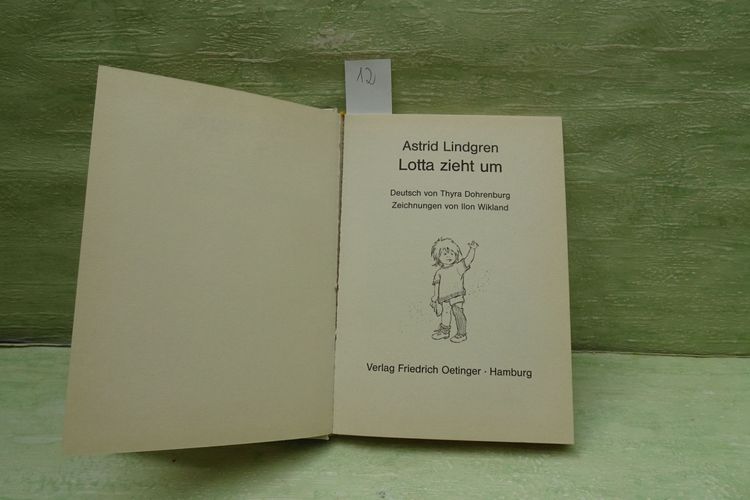 12
Astrid Lindgren
Lotta zieht um
Deutsch von Thyra Dohrenburg
Zeichnungen von Ilon Wikland
Verlag Friedrich Oetinger · Hamburg